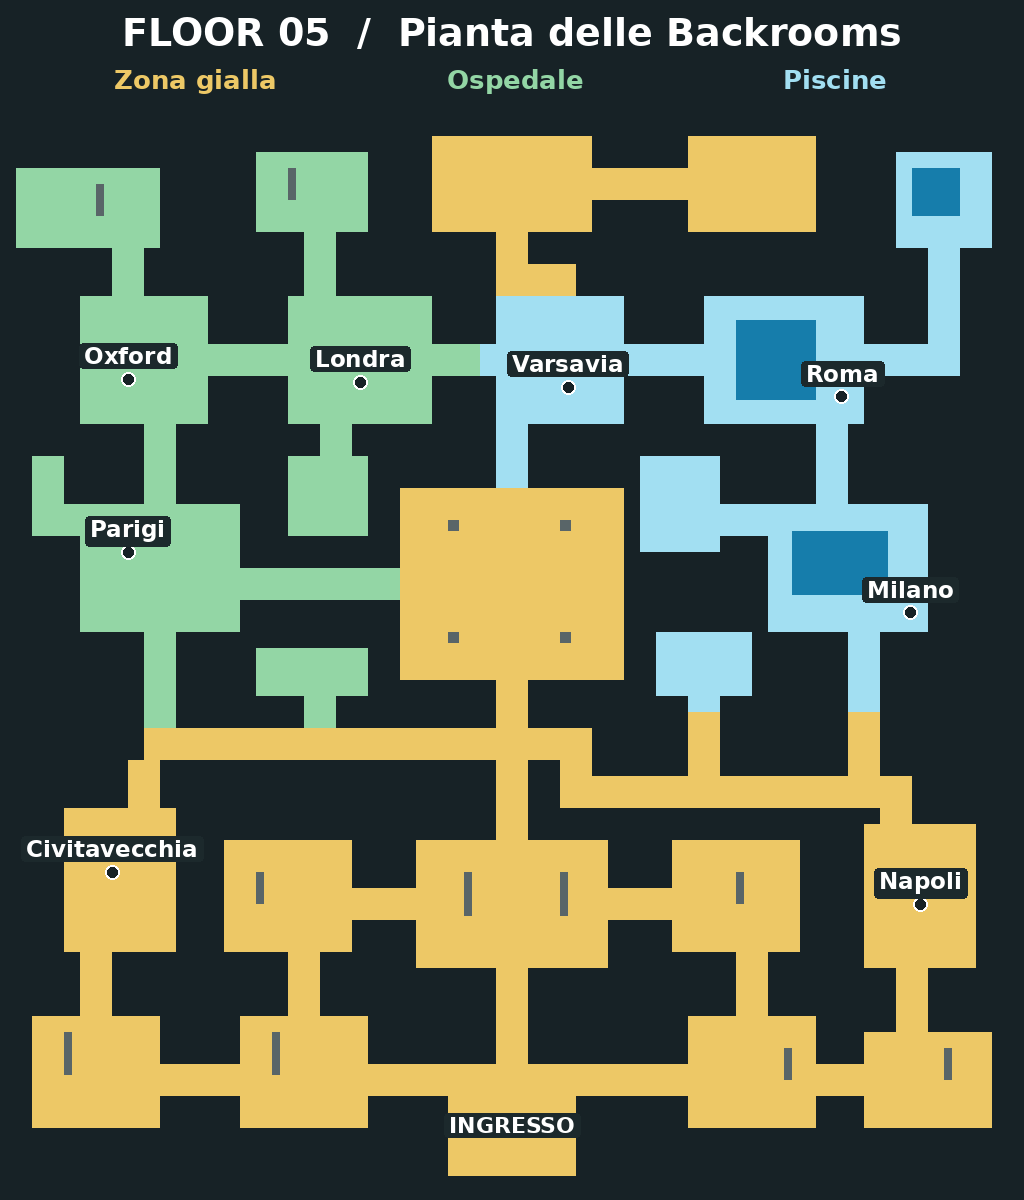 FLOOR 05 / Pianta delle Backrooms
Zona gialla
Ospedale
Piscine
Oxford
Londra
Varsavia
Roma
Parigi
Milano
Civitavecchia
Napoli
INGRESSO